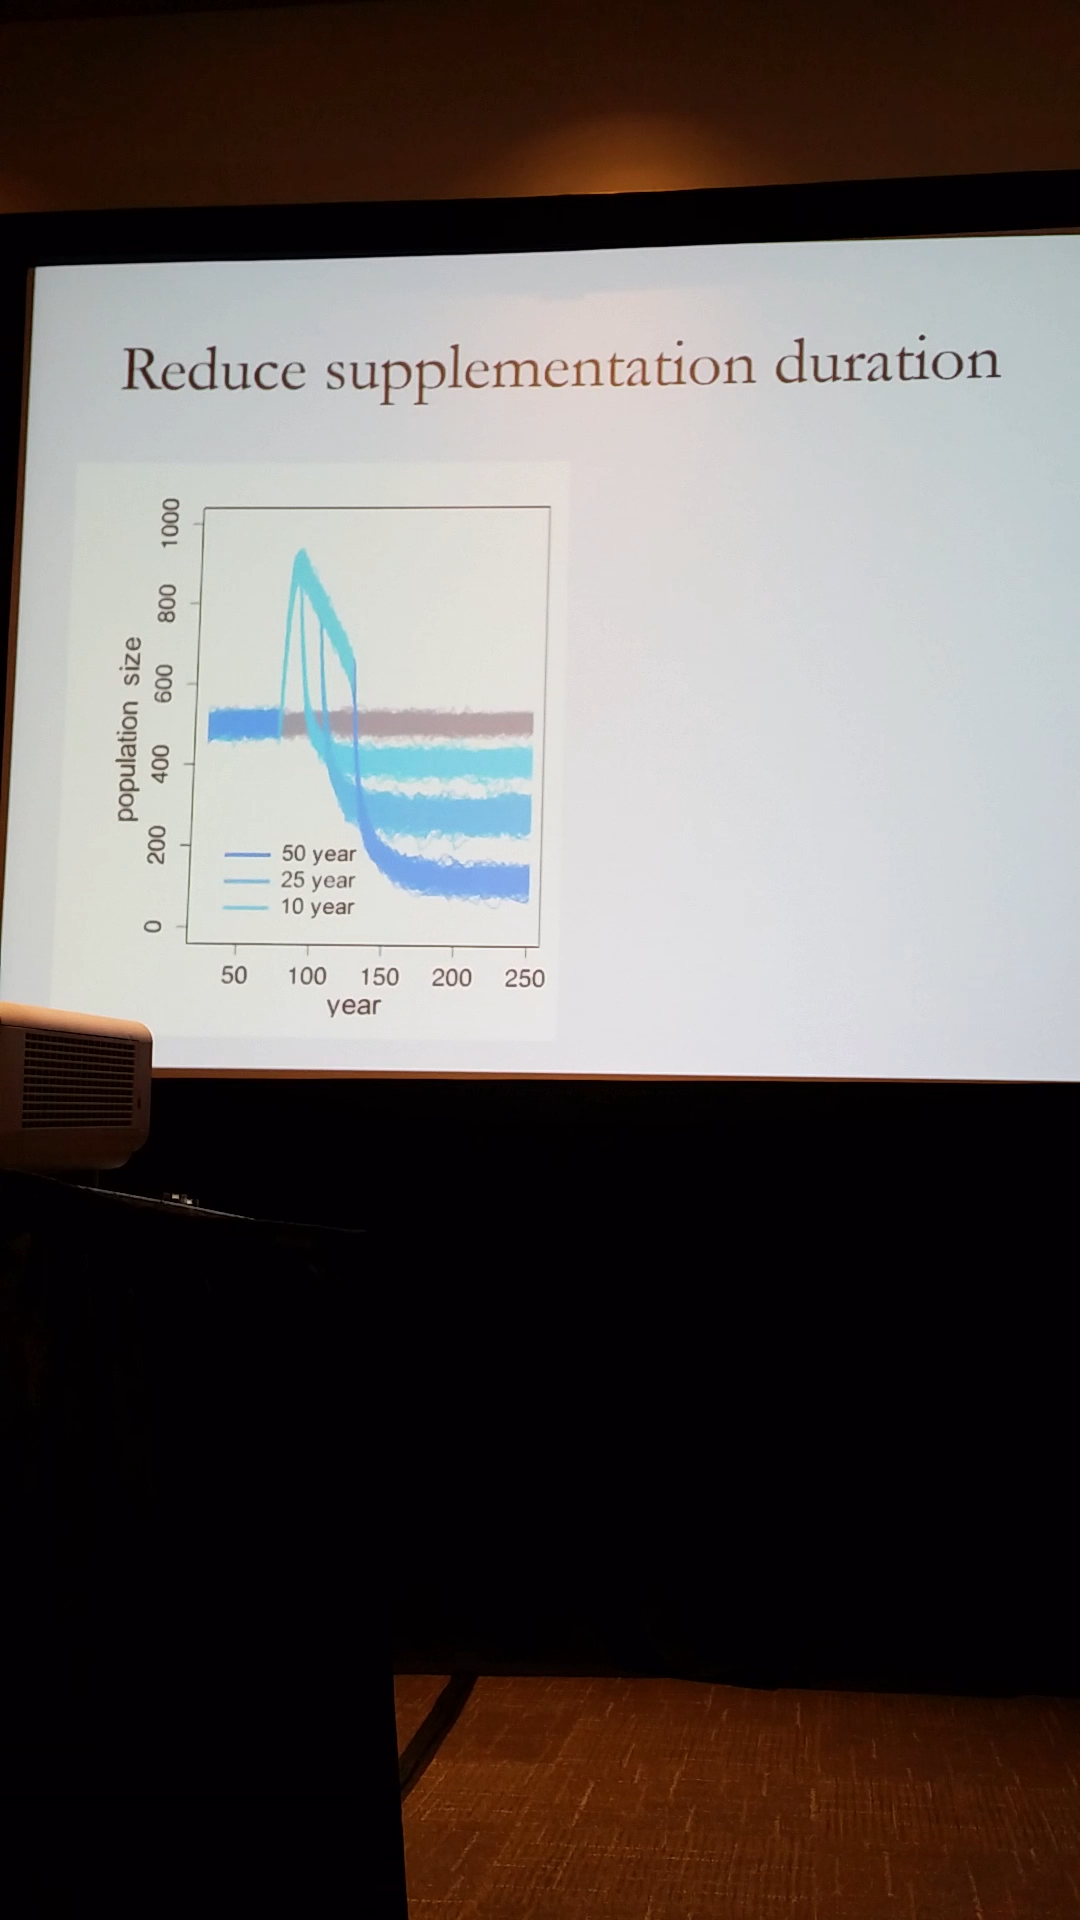 Reduce supplementation duration
population size
1000
800
600
400
200
0
50 year
25 year
10 year
50 100 150 200 250
year